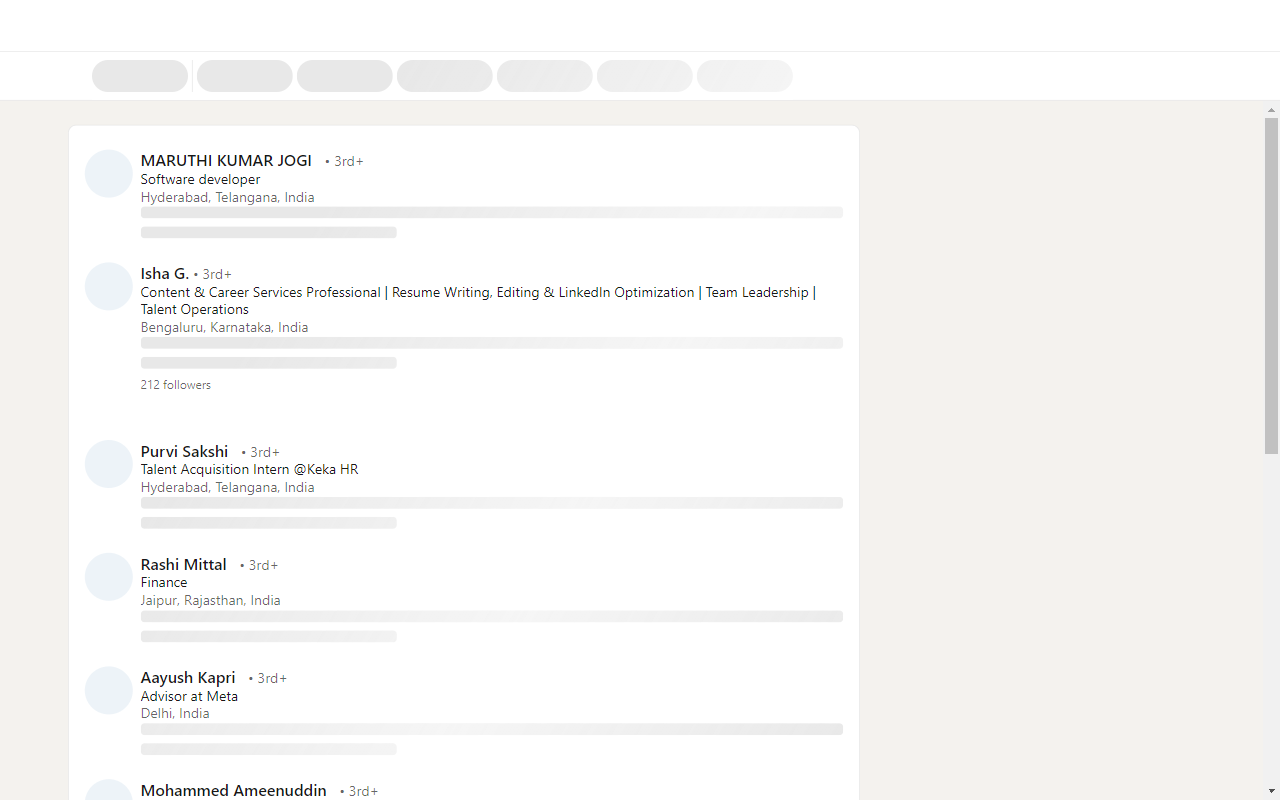 MARUTHI KUMAR JOGI • 3rd+
Software developer
Hyderabad, Telangana, India
Isha G. • 3rd+
Content & Career Services Professional | Resume Writing, Editing & LinkedIn Optimization | Team Leadership |
Talent Operations
Bengaluru, Karnataka, India
212 followers
Purvi Sakshi • 3rd+
Talent Acquisition Intern @Keka HR
Hyderabad, Telangana, India
Rashi Mittal • 3rd+
Finance
Jaipur, Rajasthan, India
Aayush Kapri • 3rd+
Advisor at Meta
Delhi, India
Mohammed Ameenuddin • 3rd+